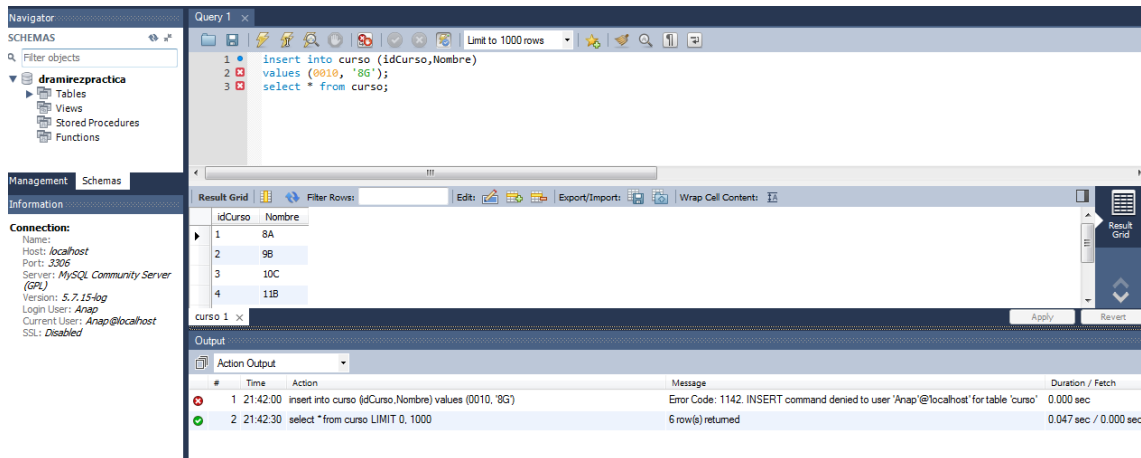 Navigator
SCHEMAS
Filter objects
dramirezpractica
Tables
Views
Stored Procedures
Functions
Management Schemas
Information
Connection:
Name:
Host: localhost
Port: 3306
Server: MySQL Community Server
(GPL)
Version: 5.7.15-log
Login User: Anap
Current User: Anap@localhost
SSL: Disabled
Query 1
Limit to 1000 rows
1 insert into curso (idCurso,Nombre)
2 values (0010, '8G');
3 select * from curso;
Result Grid Filter Rows: Edit: Export/Import: Wrap Cell Content:
idCurso Nombre
1 8A
2 9B
3 10C
4 11B
Result
Grid
curso 1 Apply Revert
Output
Action Output
# Time Action Message Duration / Fetch
1 21:42:00 insert into curso (idCurso,Nombre) values (0010, '8G') Error Code: 1142. INSERT command denied to user 'Anap'@'localhost' for table 'curso' 0.000 sec
2 21:42:30 select * from curso LIMIT 0, 1000 6 row(s) returned 0.047 sec / 0.000 sec